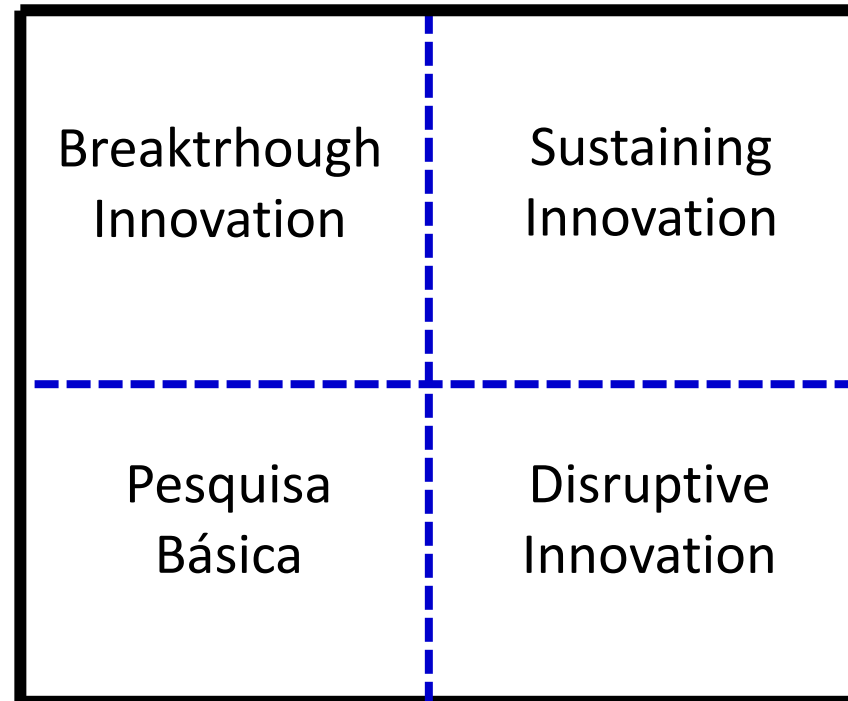 Breaktrhough
Innovation
Sustaining
Innovation
Pesquisa
Básica
Disruptive
Innovation